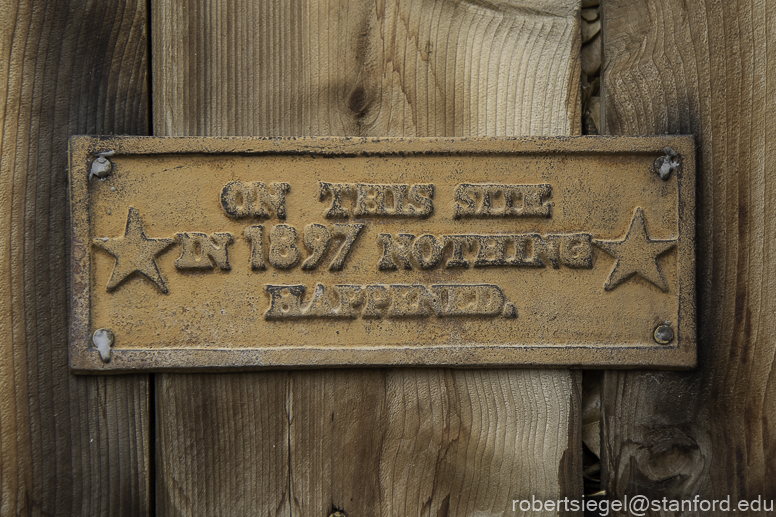 ON THIS SITE
IN 1897 NOTHING
HAPPENED.
robertsiegel@stanford.edu